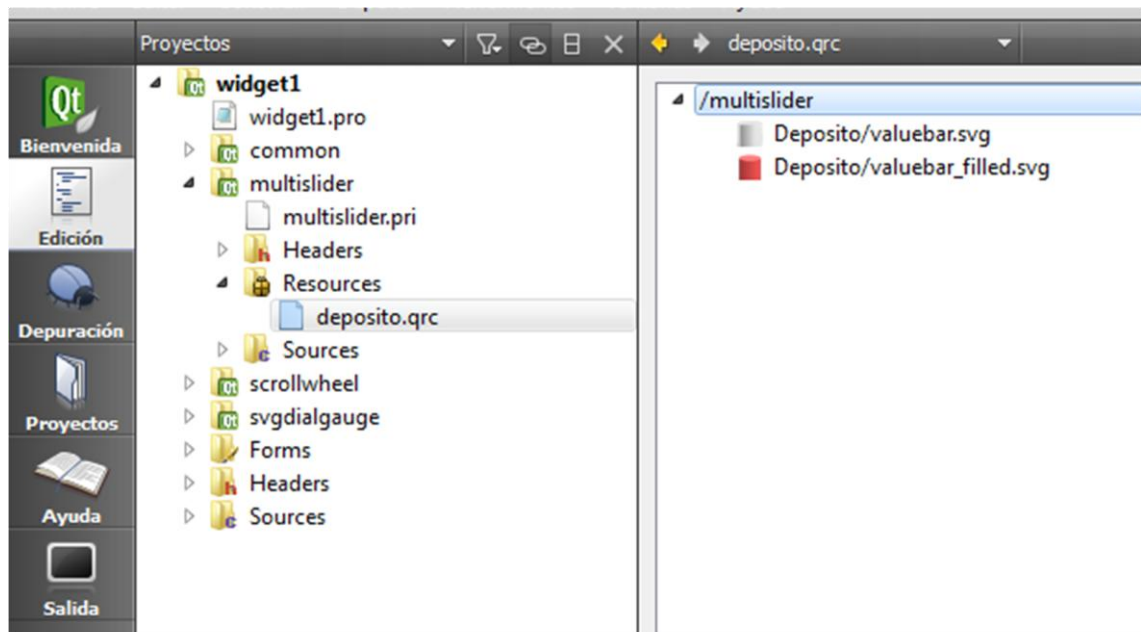 Proyectos
deposito.qrc
Qt
Bienvenida
Edición
Depuración
Proyectos
Ayuda
Salida
widget1
widget1.pro
common
multislider
multislider.pri
Headers
Resources
deposito.qrc
Sources
scrollwheel
svgdialgauge
Forms
Headers
Sources
/multislider
Deposito/valuebar.svg
Deposito/valuebar_filled.svg